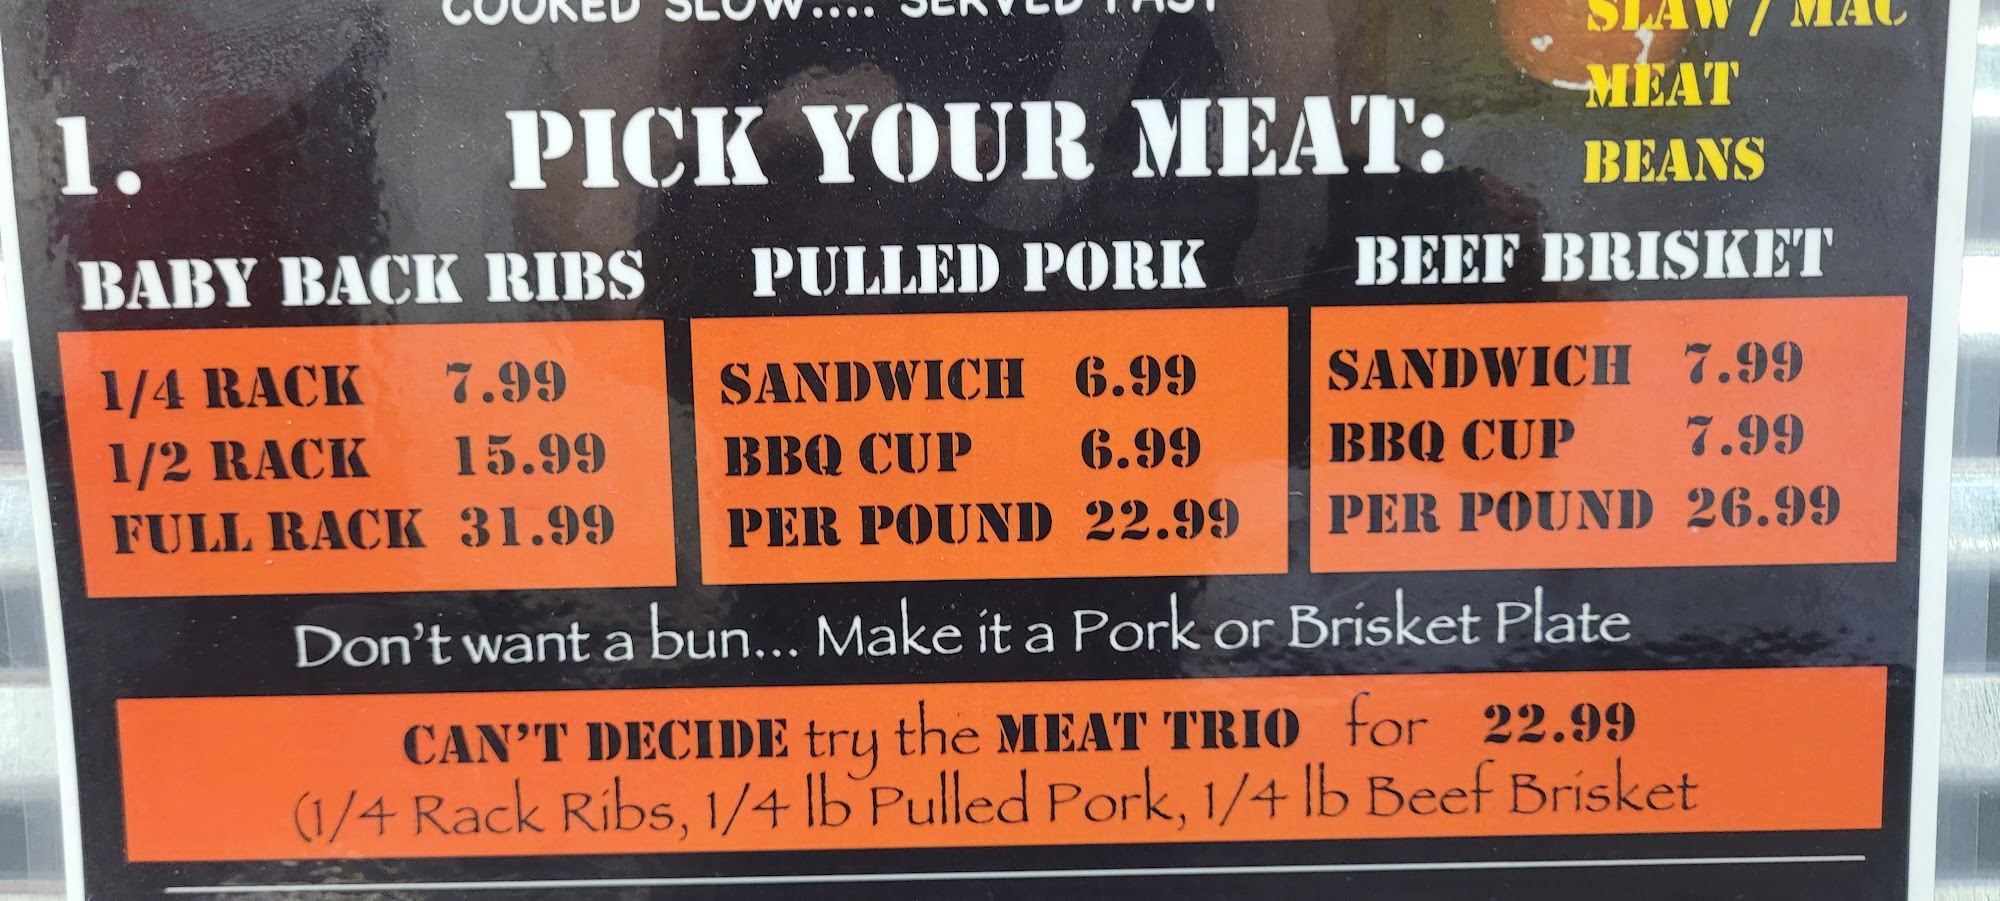 COOKED SLOW.... SERVED FAST
SLAW / MAC
MEAT
BEANS
1. PICK YOUR MEAT:
BABY BACK RIBS
1/4 RACK 7.99
1/2 RACK 15.99
FULL RACK 31.99
PULLED PORK
SANDWICH 6.99
BBQ CUP 6.99
PER POUND 22.99
BEEF BRISKET
SANDWICH 7.99
BBQ CUP 7.99
PER POUND 26.99
Don't want a bun... Make it a Pork or Brisket Plate
CAN'T DECIDE try the MEAT TRIO for 22.99
(1/4 Rack Ribs, 1/4 lb Pulled Pork, 1/4 lb Beef Brisket